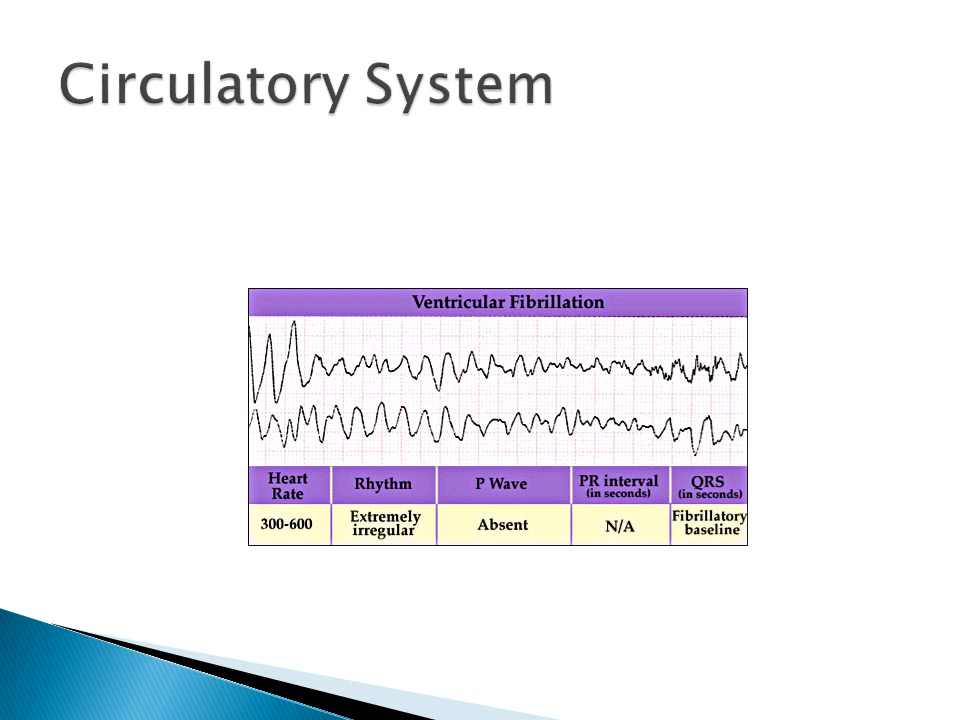 Circulatory System
Ventricular Fibrillation
Heart Rate
Rhythm
P Wave
PR interval (in seconds)
QRS (in seconds)
300-600
Extremely irregular
Absent
N/A
Fibrillatory baseline